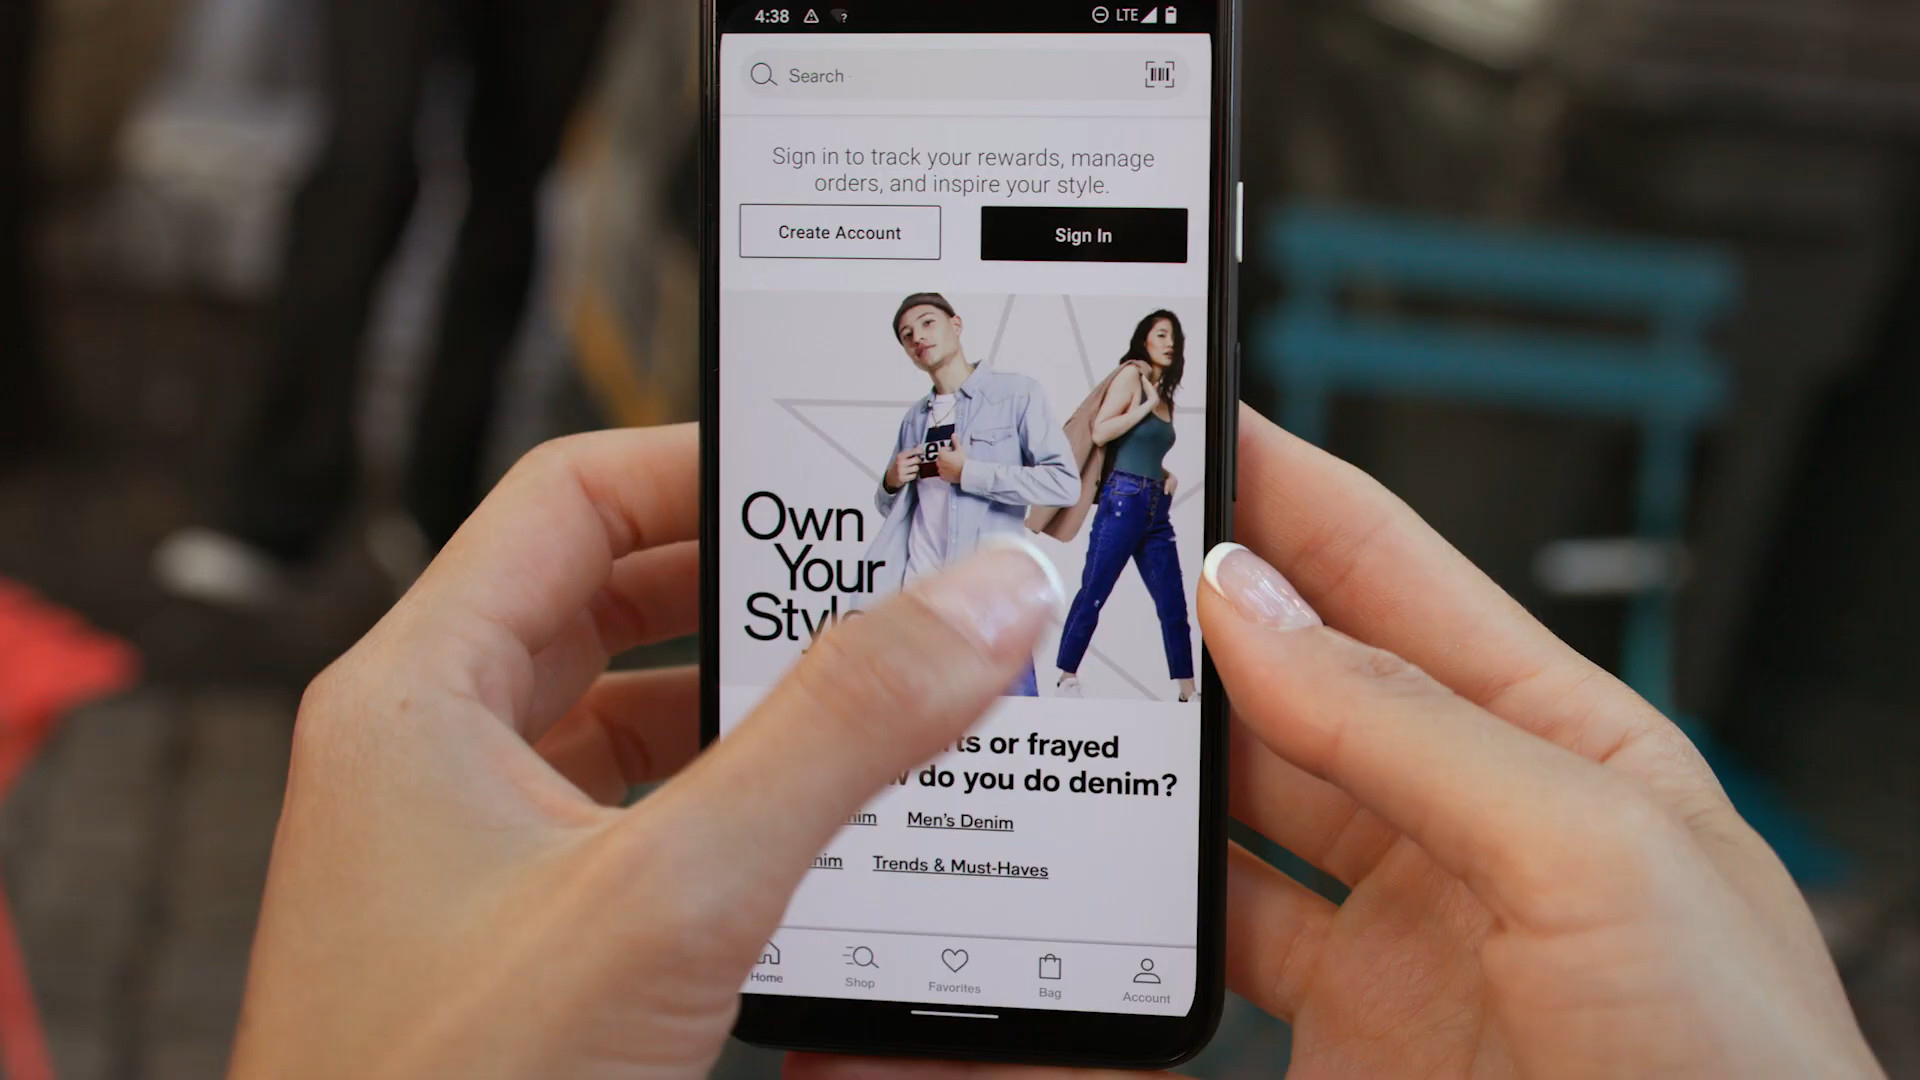 4:38 LTE
Search
Sign in to track your rewards, manage
orders, and inspire your style.
Create Account Sign In
Own
Your
Style
or frayed
do you do denim?
Men's Denim
Trends & Must-Haves
Home Shop Favorites Bag Account